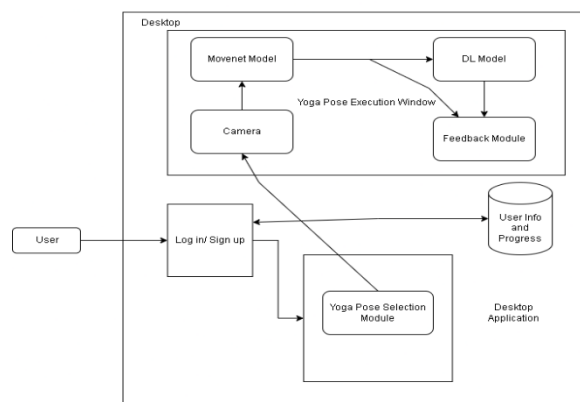 Desktop
Movenet Model
DL Model
Yoga Pose Execution Window
Camera
Feedback Module
User Info
and
Progress
User
Log in/ Sign up
Yoga Pose Selection
Module
Desktop
Application